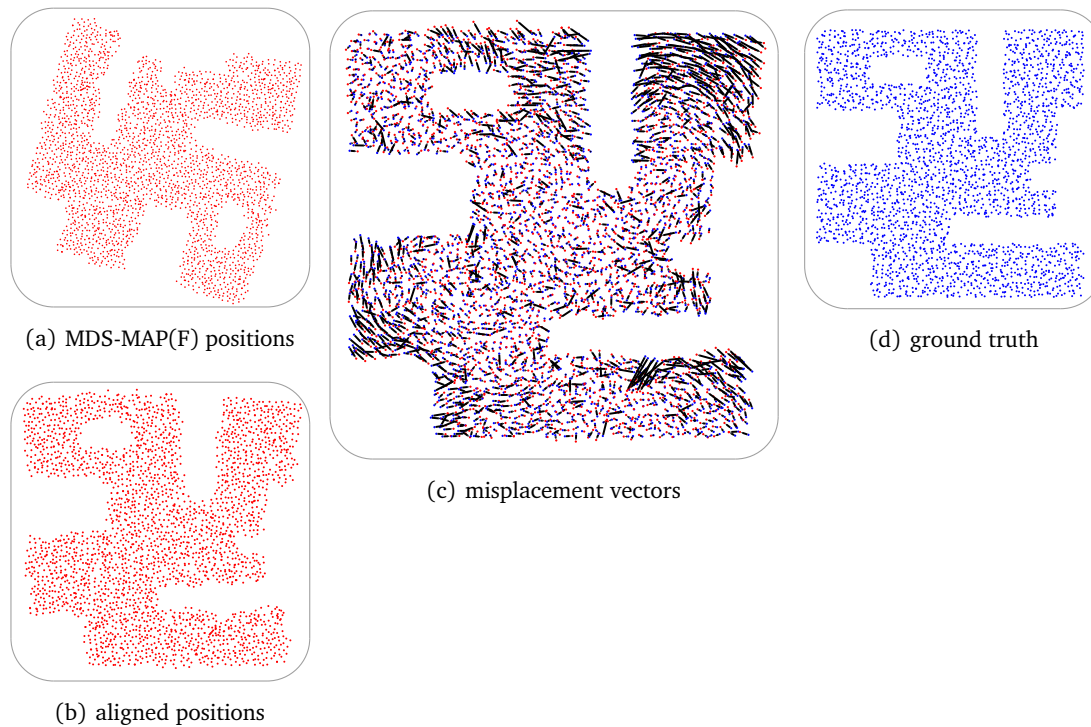 (a) MDS-MAP(F) positions
(b) aligned positions
(c) misplacement vectors
(d) ground truth